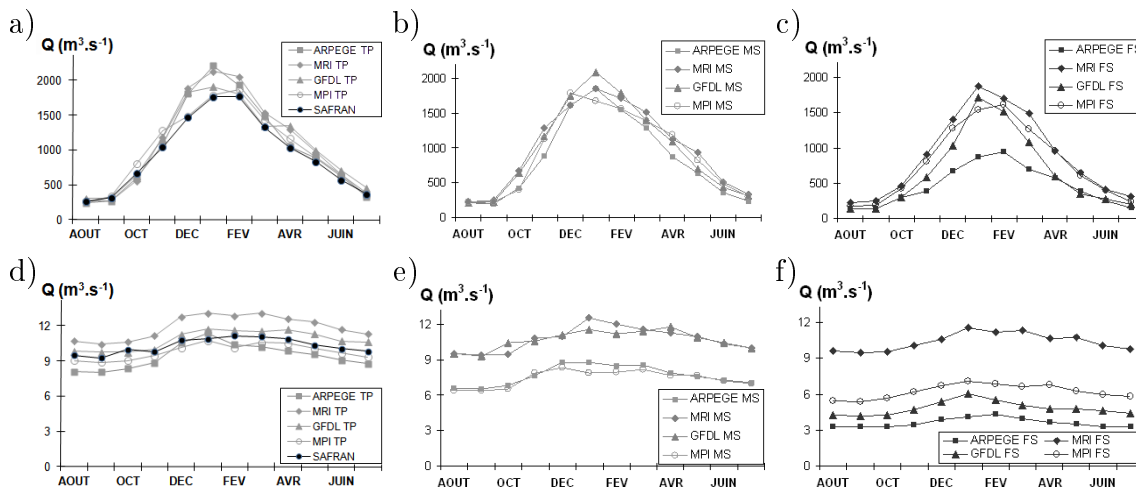 a)
Q (m³.s⁻¹)
2000
1500
1000
500
0
AOUT OCT DEC FEV AVR JUIN
ARPEGE TP
MRI TP
GFDL TP
MPI TP
SAFRAN
b)
Q (m³.s⁻¹)
2000
1500
1000
500
0
AOUT OCT DEC FEV AVR JUIN
ARPEGE MS
MRI MS
GFDL MS
MPI MS
c)
Q (m³.s⁻¹)
2000
1500
1000
500
0
AOUT OCT DEC FEV AVR JUIN
ARPEGE FS
MRI FS
GFDL FS
MPI FS
d)
Q (m³.s⁻¹)
12
9
6
3
0
AOUT OCT DEC FEV AVR JUIN
ARPEGE TP
MRI TP
GFDL TP
MPI TP
SAFRAN
e)
Q (m³.s⁻¹)
12
9
6
3
0
AOUT OCT DEC FEV AVR JUIN
ARPEGE MS
MRI MS
GFDL MS
MPI MS
f)
Q (m³.s⁻¹)
12
9
6
3
0
AOUT OCT DEC FEV AVR JUIN
ARPEGE FS MRI FS
GFDL FS MPI FS